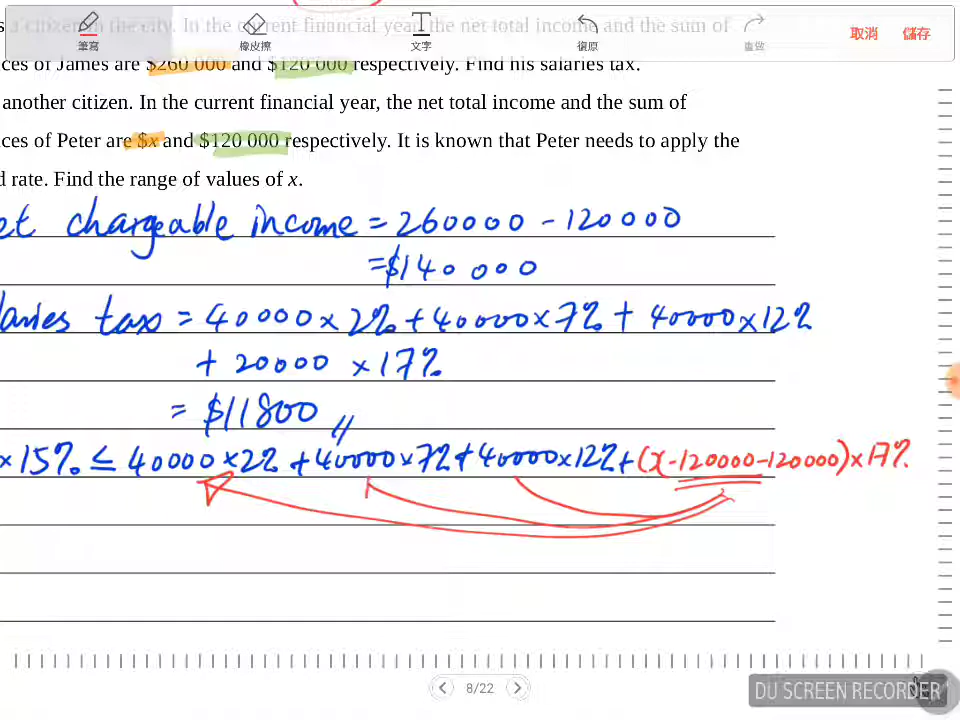 a citizen in the city. In the current financial year, the net total income and the sum of
筆寫 橡皮擦 文字 復原 重做 取消 儲存
ces of James are $260 000 and $120 000 respectively. Find his salaries tax.
another citizen. In the current financial year, the net total income and the sum of
ces of Peter are $x and $120 000 respectively. It is known that Peter needs to apply the
d rate. Find the range of values of x.
et chargeable income = 260000 - 120000
= $140000
laries tax = 40000 × 2% + 40000 × 7% + 40000 × 12%
+ 20000 × 17%
= $11800 //
× 15% ≤ 40000 × 2% + 40000 × 7% + 40000 × 12% + (x - 120000 - 120000) × 17%
8/22
DU SCREEN RECORDER